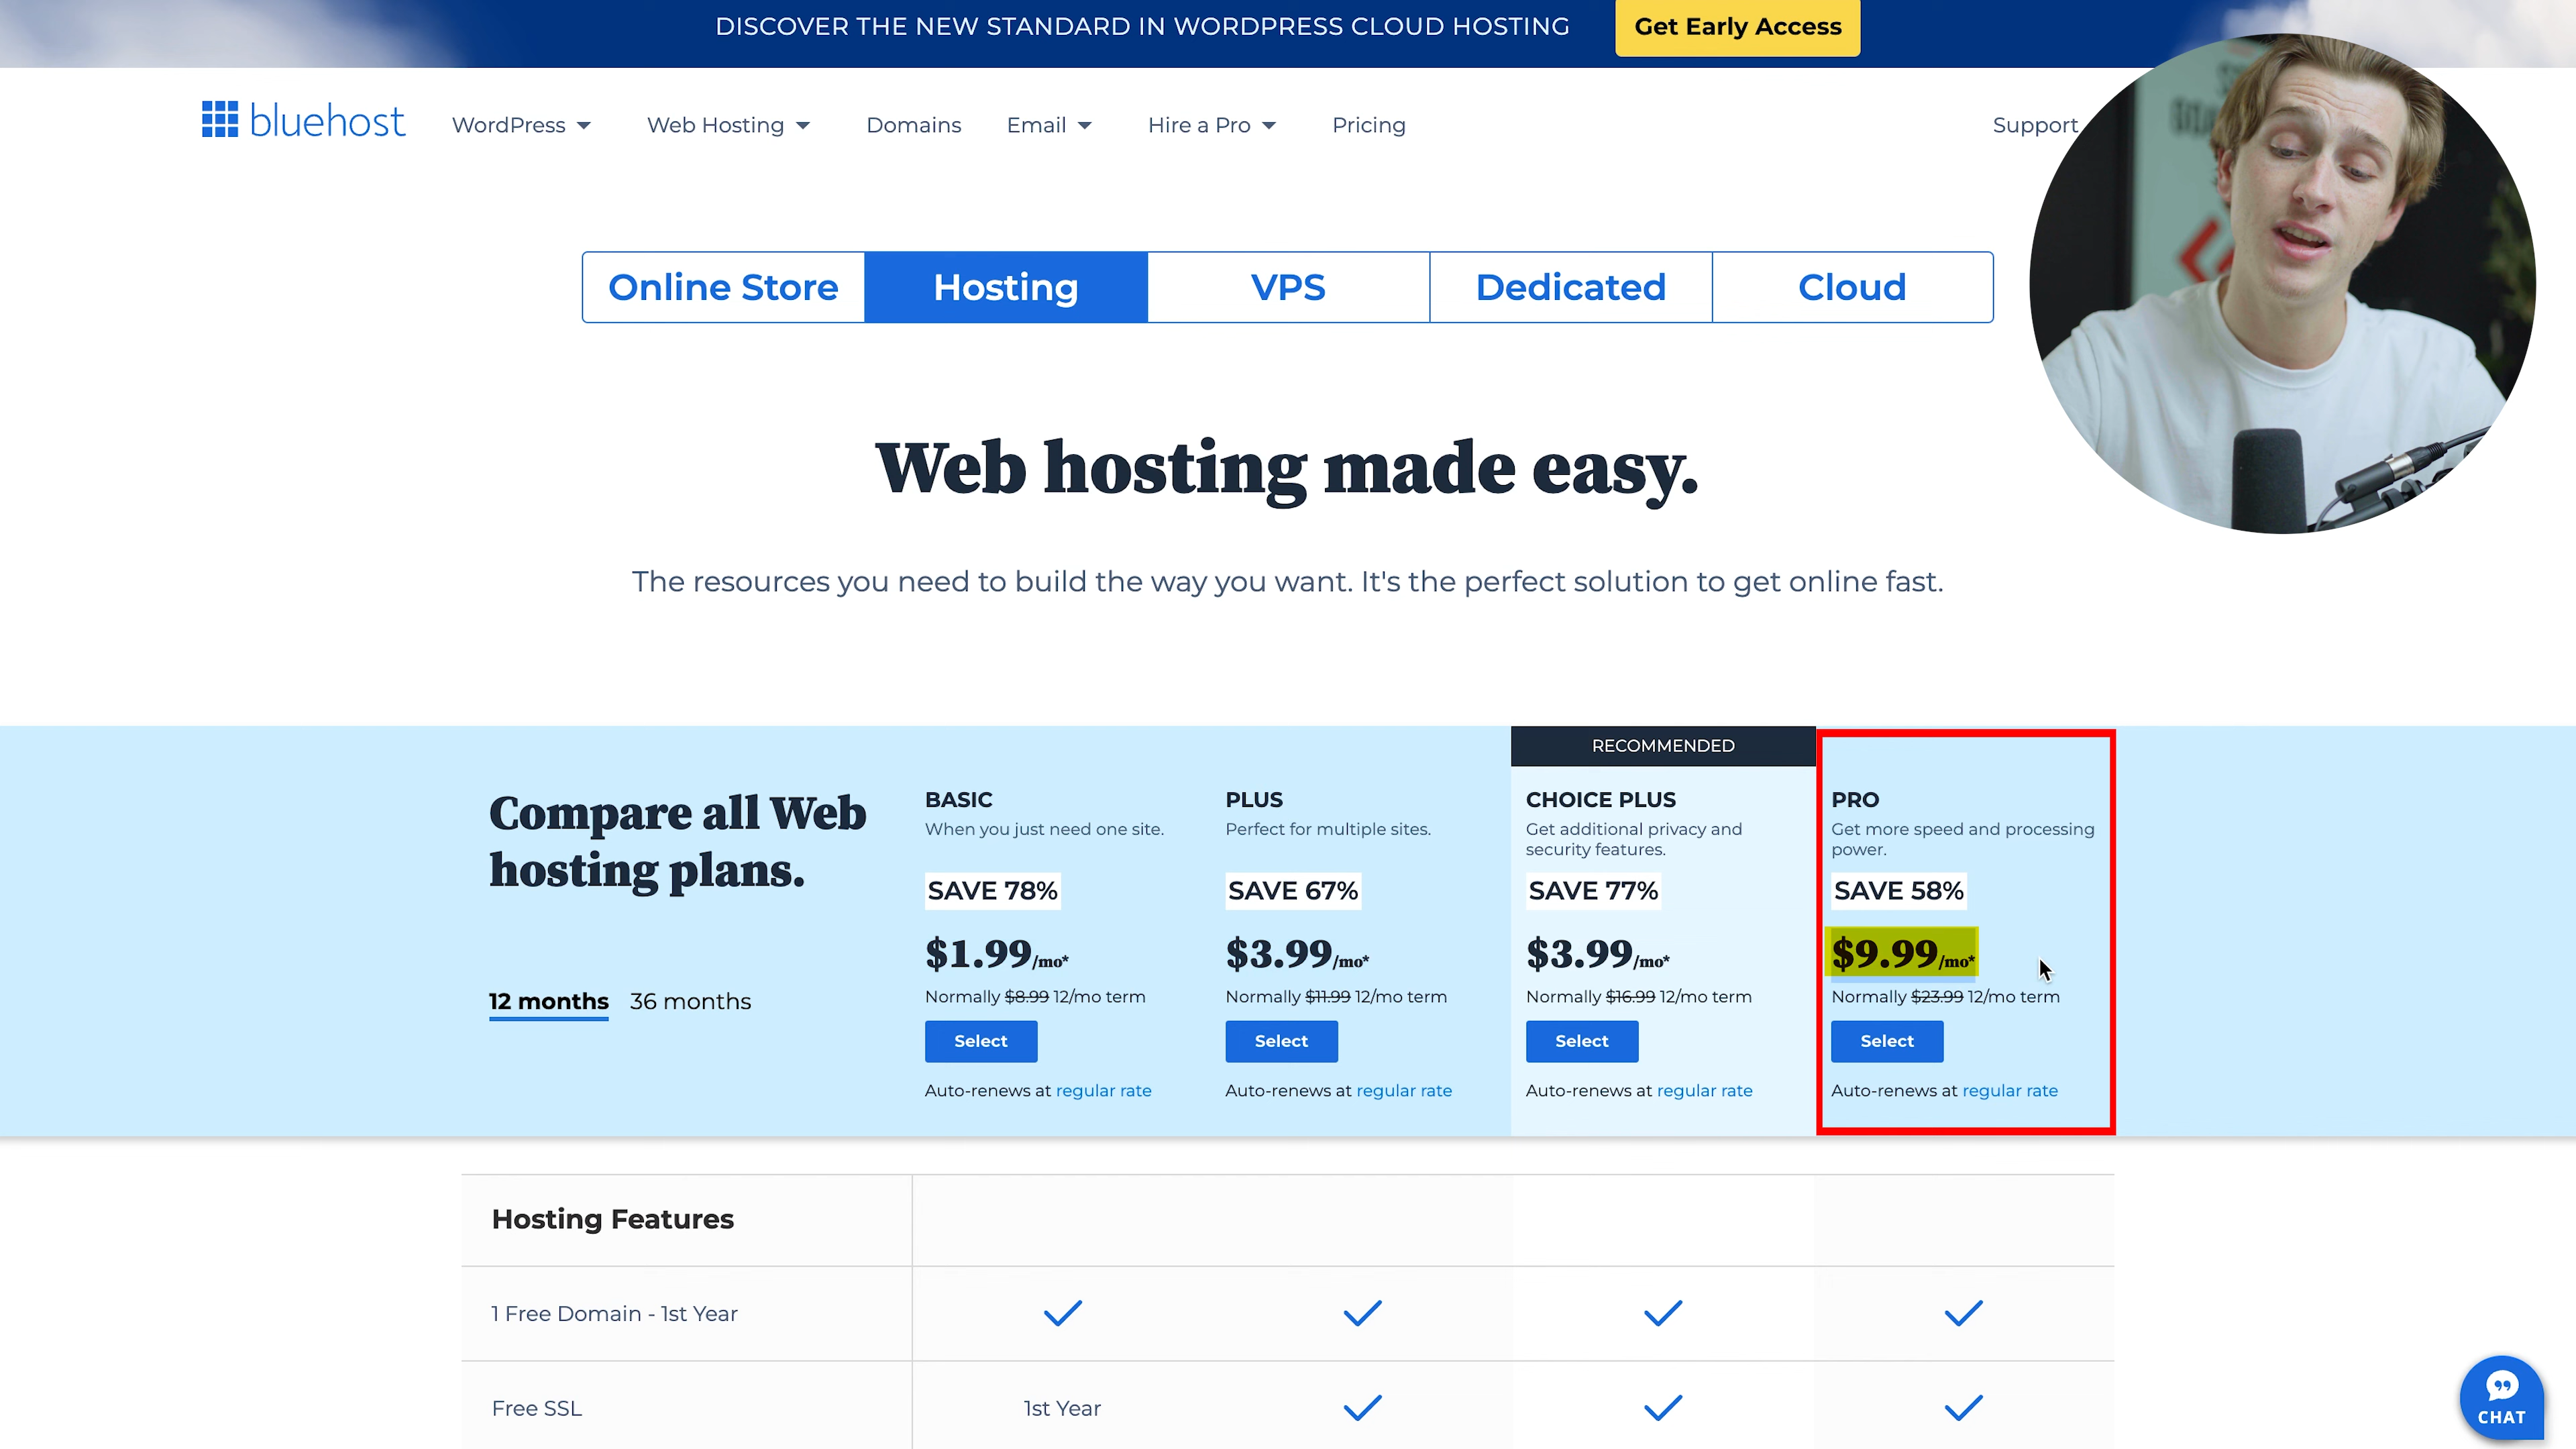 DISCOVER THE NEW STANDARD IN WORDPRESS CLOUD HOSTING
Get Early Access
bluehost
WordPress
Web Hosting
Domains
Email
Hire a Pro
Pricing
Support
Online Store
Hosting
VPS
Dedicated
Cloud
Web hosting made easy.
The resources you need to build the way you want. It's the perfect solution to get online fast.
Compare all Web
hosting plans.
12 months
36 months
BASIC
When you just need one site.
SAVE 78%
$1.99/mo*
Normally $8.99 12/mo term
Select
Auto-renews at regular rate
PLUS
Perfect for multiple sites.
SAVE 67%
$3.99/mo*
Normally $11.99 12/mo term
Select
Auto-renews at regular rate
RECOMMENDED
CHOICE PLUS
Get additional privacy and
security features.
SAVE 77%
$3.99/mo*
Normally $16.99 12/mo term
Select
Auto-renews at regular rate
PRO
Get more speed and processing
power.
SAVE 58%
$9.99/mo*
Normally $23.99 12/mo term
Select
Auto-renews at regular rate
Hosting Features
1 Free Domain - 1st Year
Free SSL
1st Year
CHAT